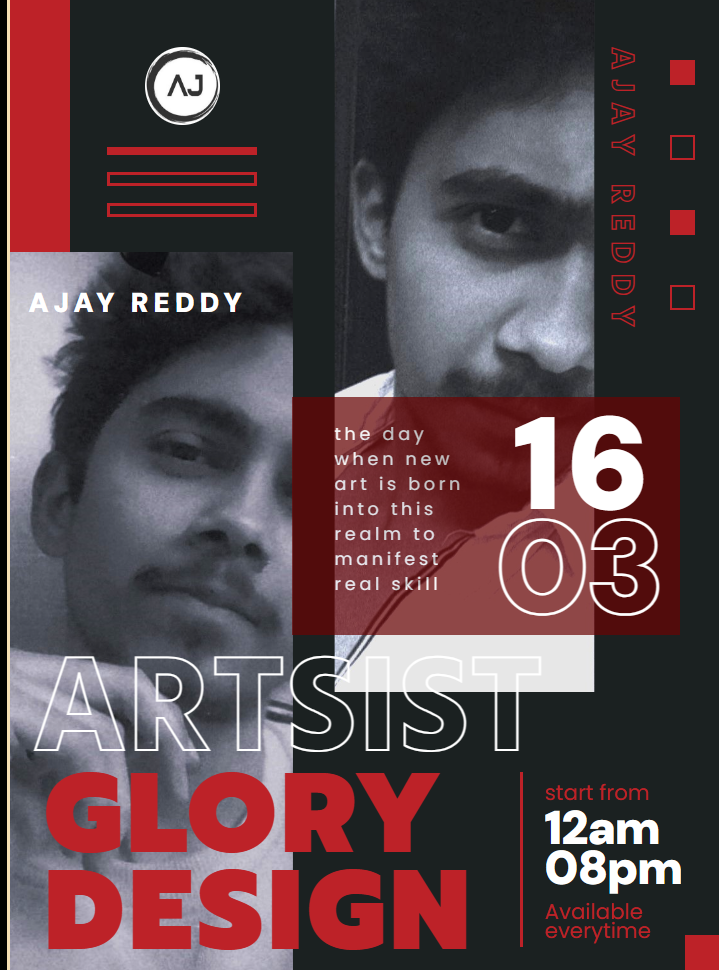 AJ
AJAY REDDY
AJAY REDDY
the day
when new
art is born
into this
realm to
manifest
real skill
16
03
ARTSIST
GLORY
DESIGN
start from
12am
08pm
Available
everytime